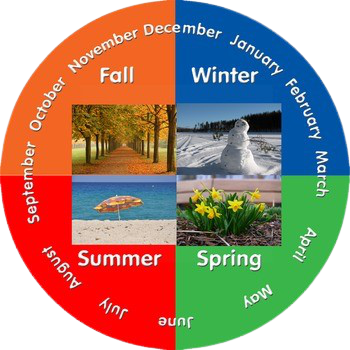 Fall
Winter
Summer
Spring
December
January
February
March
April
May
June
July
August
September
October
November